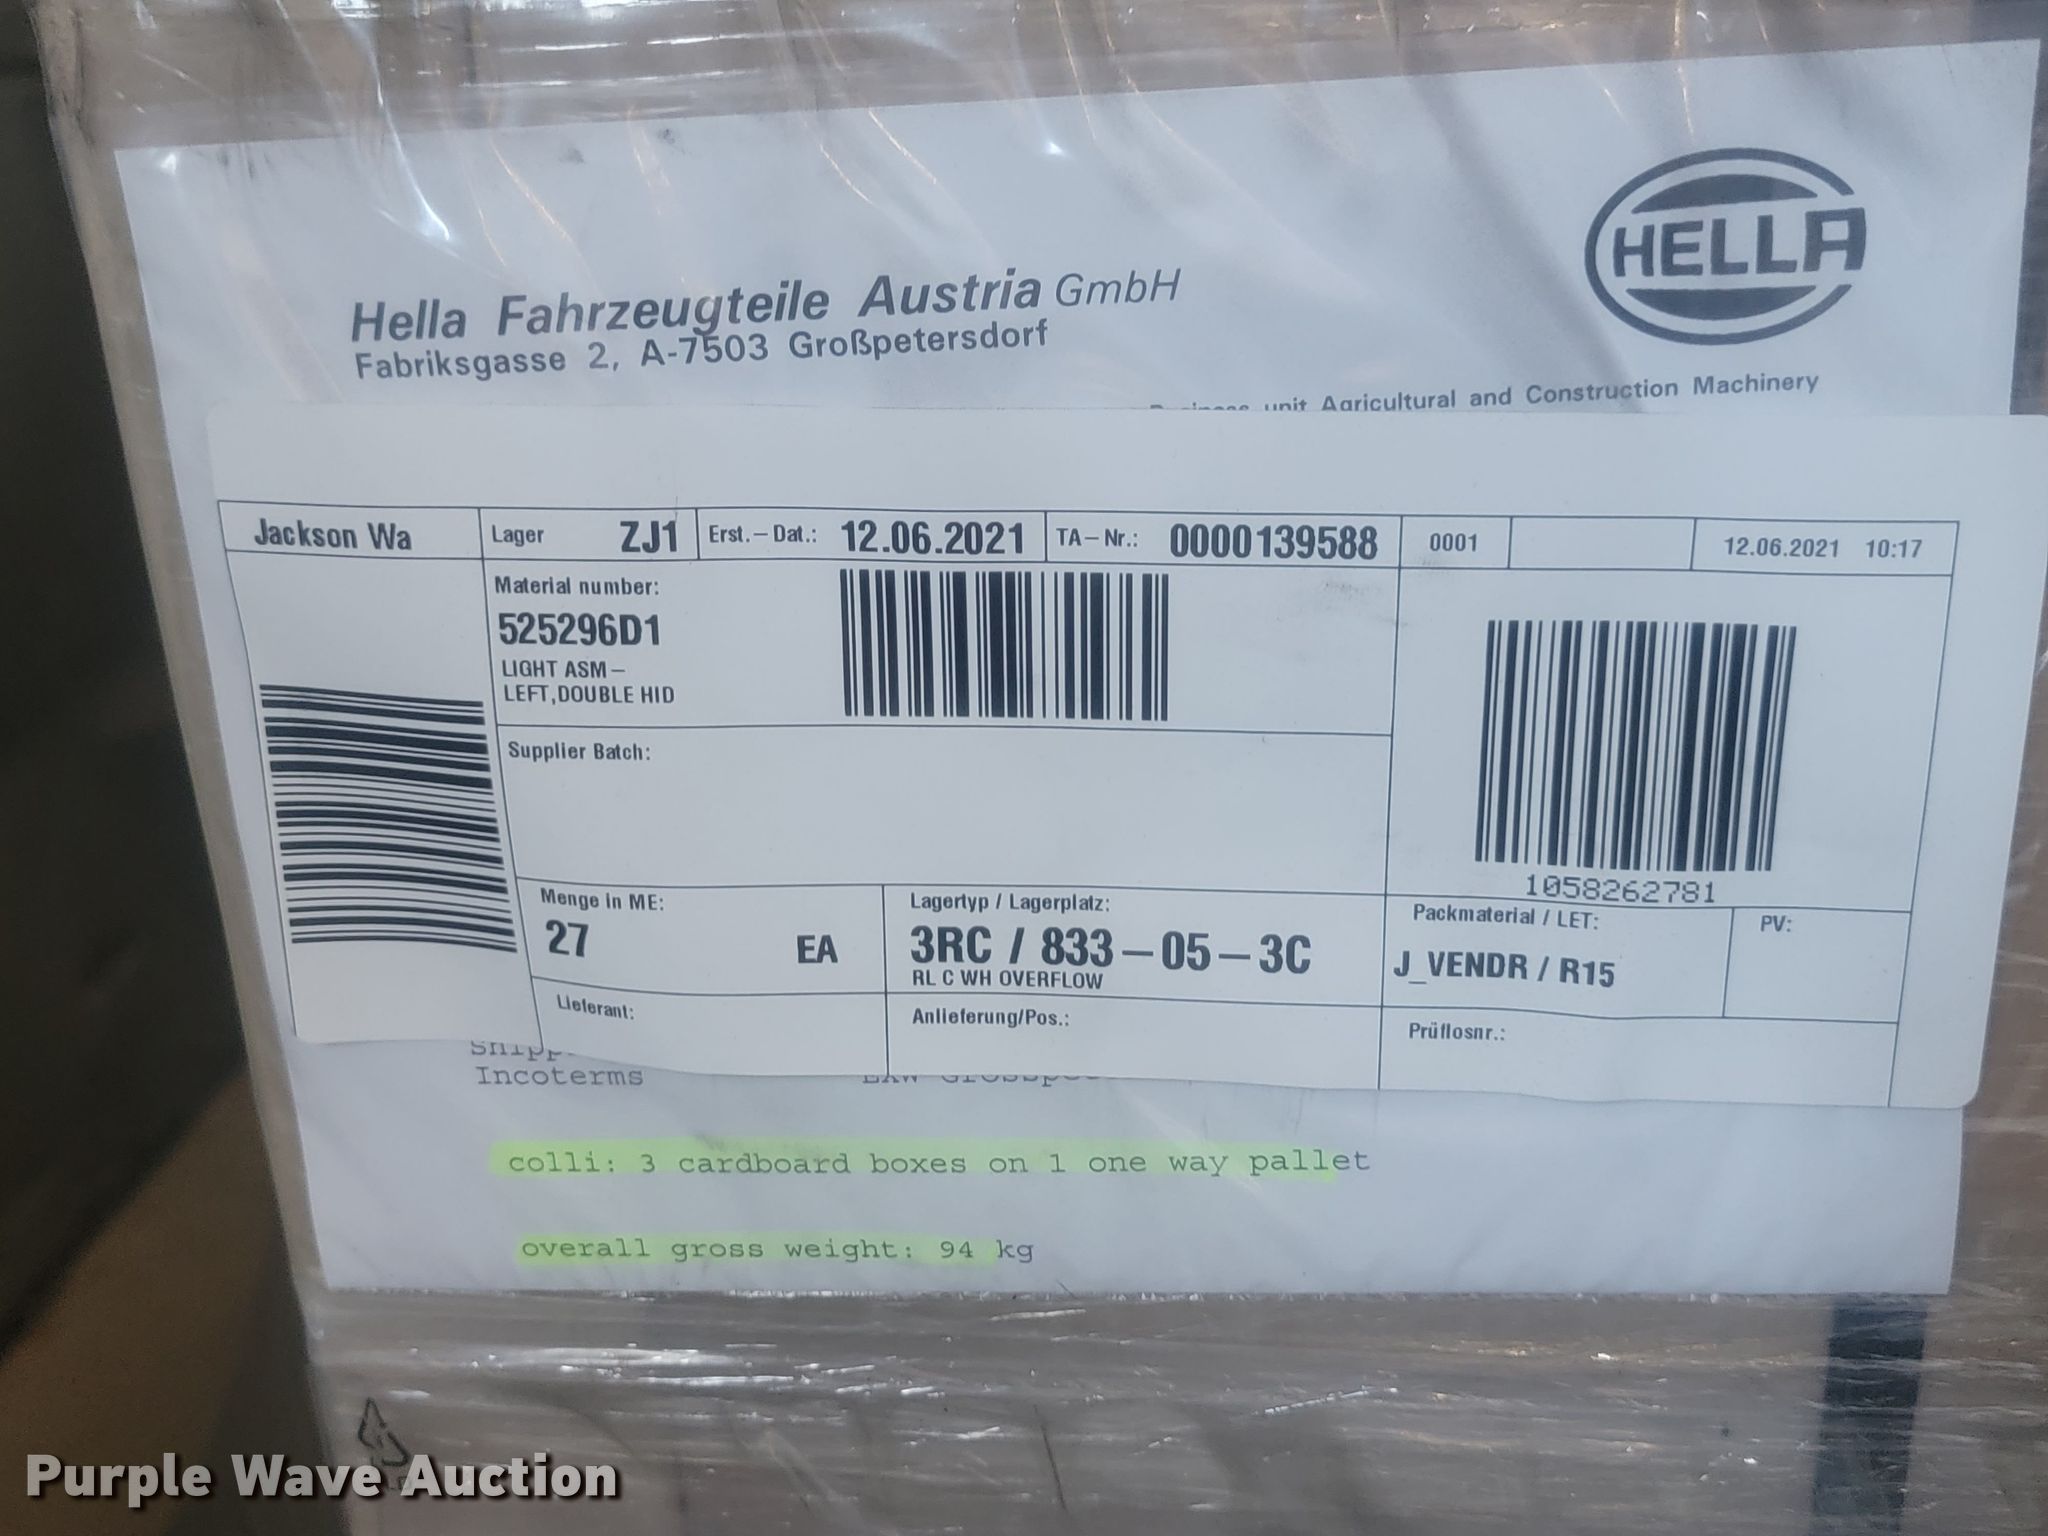 HELLA
Hella Fahrzeugteile Austria GmbH
Fabriksgasse 2, A-7503 Großpetersdorf
unit Agricultural and Construction Machinery
Jackson Wa
Lager ZJ1
Erst.-Dat.: 12.06.2021
TA-Nr.: 0000139588
0001
12.06.2021 10:17
Material number:
525296D1
LIGHT ASM-
LEFT,DOUBLE HID
Supplier Batch:
1058262781
Menge in ME:
27 EA
Lagertyp / Lagerplatz:
3RC / 833-05-3C
RL C WH OVERFLOW
Packmaterial / LET:
J_VENDR / R15
PV:
Lieferant:
Anlieferung/Pos.:
Prüflosnr.:
Incoterms
colli: 3 cardboard boxes on 1 one way pallet
overall gross weight: 94 kg
Purple Wave Auction